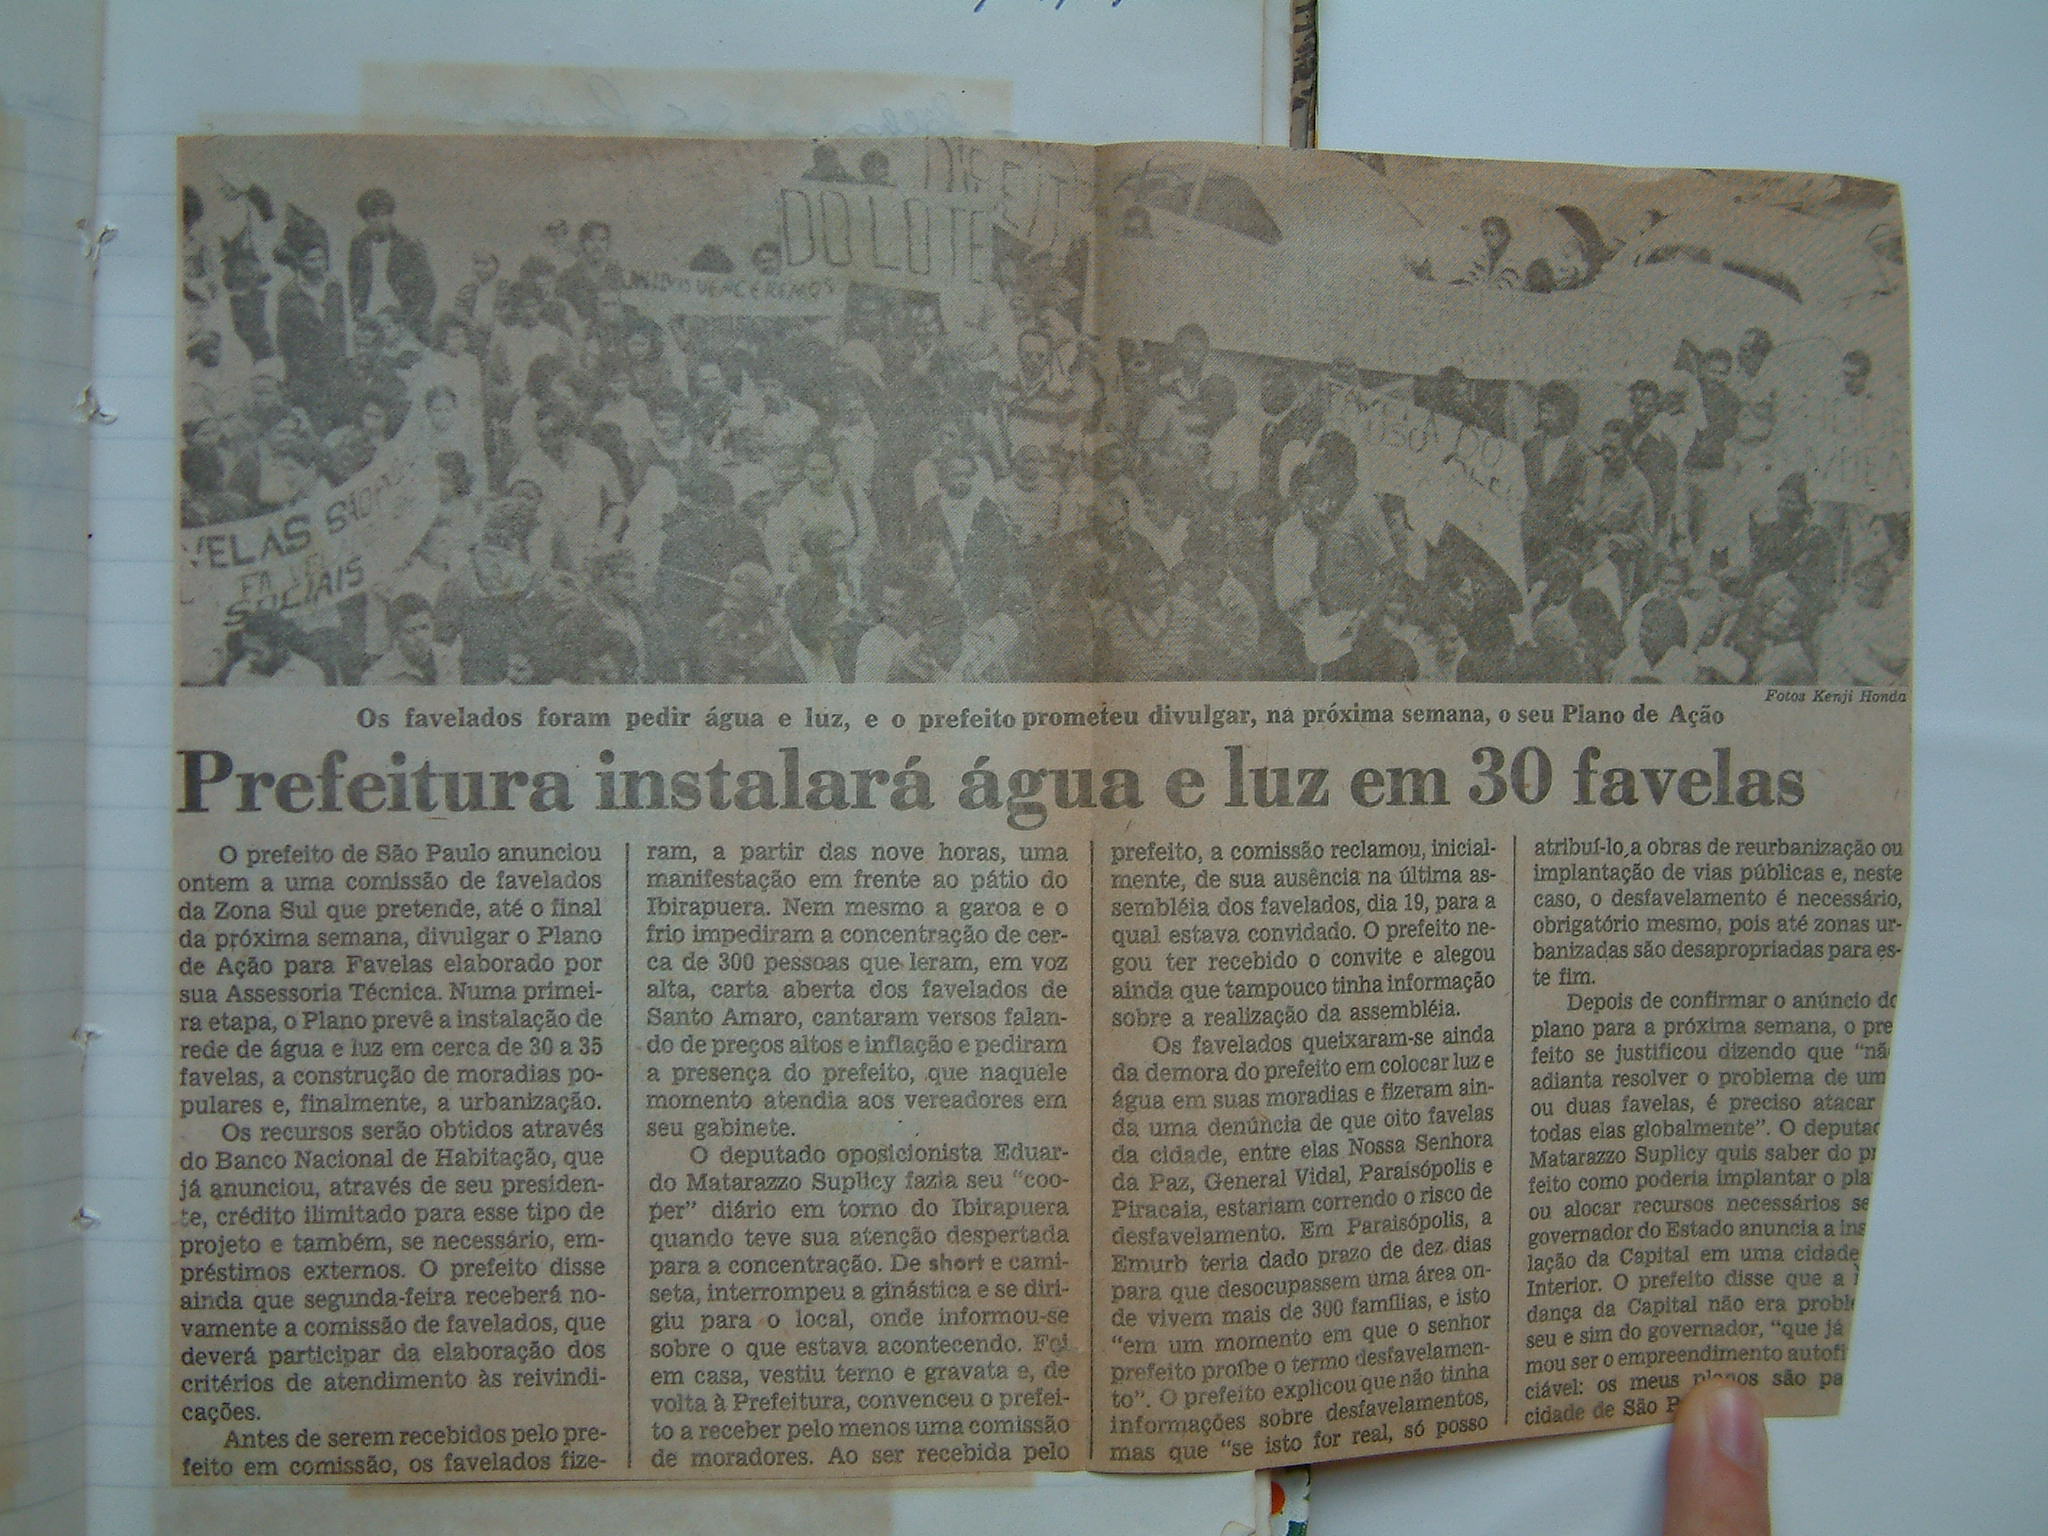 DO LOTE
UNIDOS VENCEREMOS
VELAS SÃO
SOCIAIS
Fotos Kenji Honda
Os favelados foram pedir água e luz, e o prefeito prometeu divulgar, na próxima semana, o seu Plano de Ação
Prefeitura instalará água e luz em 30 favelas
O prefeito de São Paulo anunciou
ontem a uma comissão de favelados
da Zona Sul que pretende, até o final
da próxima semana, divulgar o Plano
de Ação para Favelas elaborado por
sua Assessoria Técnica. Numa primei-
ra etapa, o Plano prevê a instalação de
rede de água e luz em cerca de 30 a 35
favelas, a construção de moradias po-
pulares e, finalmente, a urbanização.
Os recursos serão obtidos através
do Banco Nacional de Habitação, que
já anunciou, através de seu presiden-
te, crédito ilimitado para esse tipo de
projeto e também, se necessário, em-
préstimos externos. O prefeito disse
ainda que segunda-feira receberá no-
vamente a comissão de favelados, que
deverá participar da elaboração dos
critérios de atendimento às reivindi-
cações.
Antes de serem recebidos pelo pre-
feito em comissão, os favelados fize-
ram, a partir das nove horas, uma
manifestação em frente ao pátio do
Ibirapuera. Nem mesmo a garoa e o
frio impediram a concentração de cer-
ca de 300 pessoas que leram, em voz
alta, carta aberta dos favelados de
Santo Amaro, cantaram versos falan-
do de preços altos e inflação e pediram
a presença do prefeito, que naquele
momento atendia aos vereadores em
seu gabinete.
O deputado oposicionista Eduar-
do Matarazzo Suplicy fazia seu "coo-
per" diário em torno do Ibirapuera
quando teve sua atenção despertada
para a concentração. De short e cami-
seta, interrompeu a ginástica e se diri-
giu para o local, onde informou-se
sobre o que estava acontecendo. Foi
em casa, vestiu terno e gravata e, de
volta à Prefeitura, convenceu o prefei-
to a receber pelo menos uma comissão
de moradores. Ao ser recebida pelo
prefeito, a comissão reclamou, inicial-
mente, de sua ausência na última as-
sembléia dos favelados, dia 19, para a
qual estava convidado. O prefeito ne-
gou ter recebido o convite e alegou
ainda que tampouco tinha informação
sobre a realização da assembléia.
Os favelados queixaram-se ainda
da demora do prefeito em colocar luz e
água em suas moradias e fizeram ain-
da uma denúncia de que oito favelas
da cidade, entre elas Nossa Senhora
da Paz, General Vidal, Paraisópolis e
Piracaia, estariam correndo o risco de
desfavelamento. Em Paraisópolis, a
Emurb teria dado prazo de dez dias
para que desocupassem uma área on-
de vivem mais de 300 famílias, e isto
"em um momento em que o senhor
prefeito proíbe o termo desfavelamen-
to". O prefeito explicou que não tinha
informações sobre desfavelamentos,
mas que "se isto for real, só posso
atribuí-lo a obras de reurbanização ou
implantação de vias públicas e, neste
caso, o desfavelamento é necessário,
obrigatório mesmo, pois até zonas ur-
banizadas são desapropriadas para es-
te fim.
Depois de confirmar o anúncio do
plano para a próxima semana, o pre
feito se justificou dizendo que "nã
adianta resolver o problema de um
ou duas favelas, é preciso atacar
todas elas globalmente". O deputad
Matarazzo Suplicy quis saber do p
feito como poderia implantar o pla
ou alocar recursos necessários se
governador do Estado anuncia a ins
lação da Capital em uma cidade
Interior. O prefeito disse que a
dança da Capital não era probl
seu e sim do governador, "que já
mou ser o empreendimento autofi
ciável: os meus planos são pa
cidade de São P